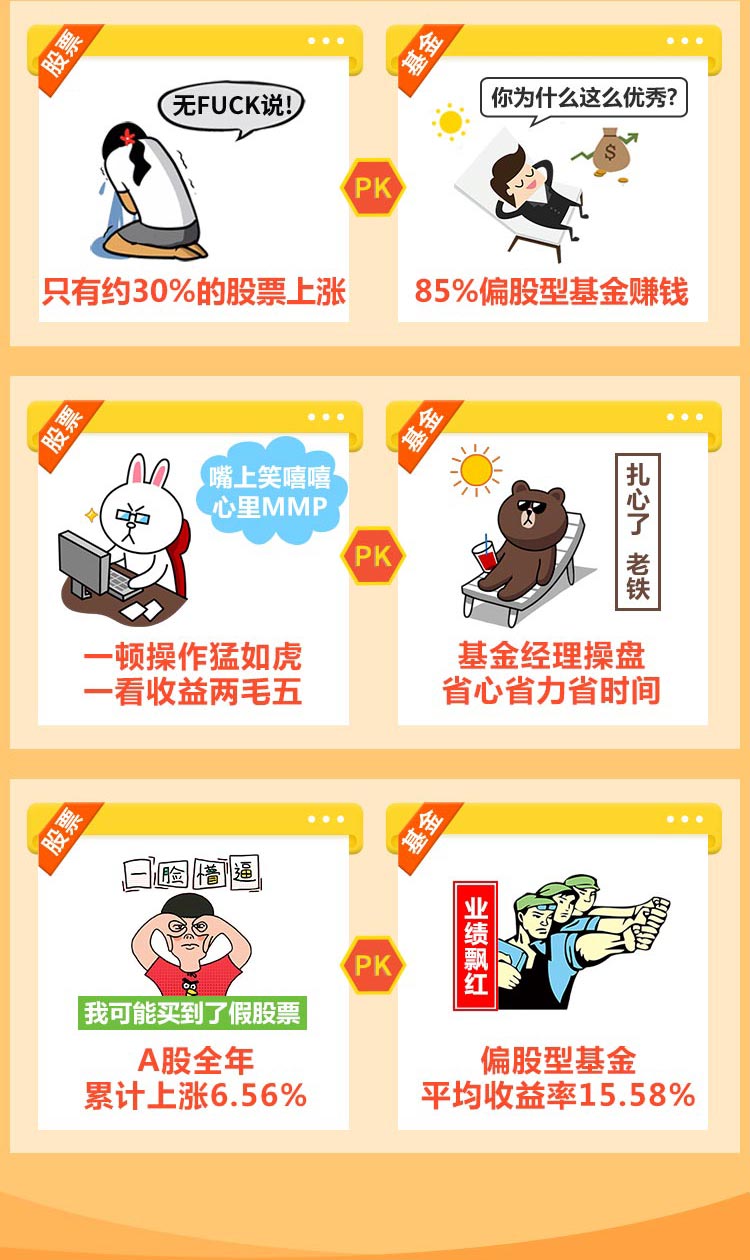 股票
无FUCK说!
只有约30%的股票上涨
PK
基金
你为什么这么优秀?
$
85%偏股型基金赚钱
股票
嘴上笑嘻嘻
心里MMP
一顿操作猛如虎
一看收益两毛五
PK
基金
扎心了 老铁
基金经理操盘
省心省力省时间
股票
一脸懵逼
我可能买到了假股票
A股全年
累计上涨6.56%
PK
基金
业绩飘红
偏股型基金
平均收益率15.58%